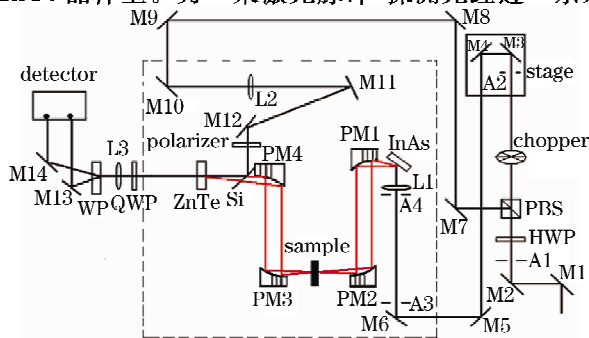 M9
M8
M4
M3
detector
A2
stage
M10
L2
M11
M12
polarizer
PM1
InAs
chopper
L3
PM4
M14
M13
WP
QWP
ZnTe
Si
L1
A4
M7
PBS
HWP
sample
A1
M1
M2
PM3
PM2
A3
M6
M5